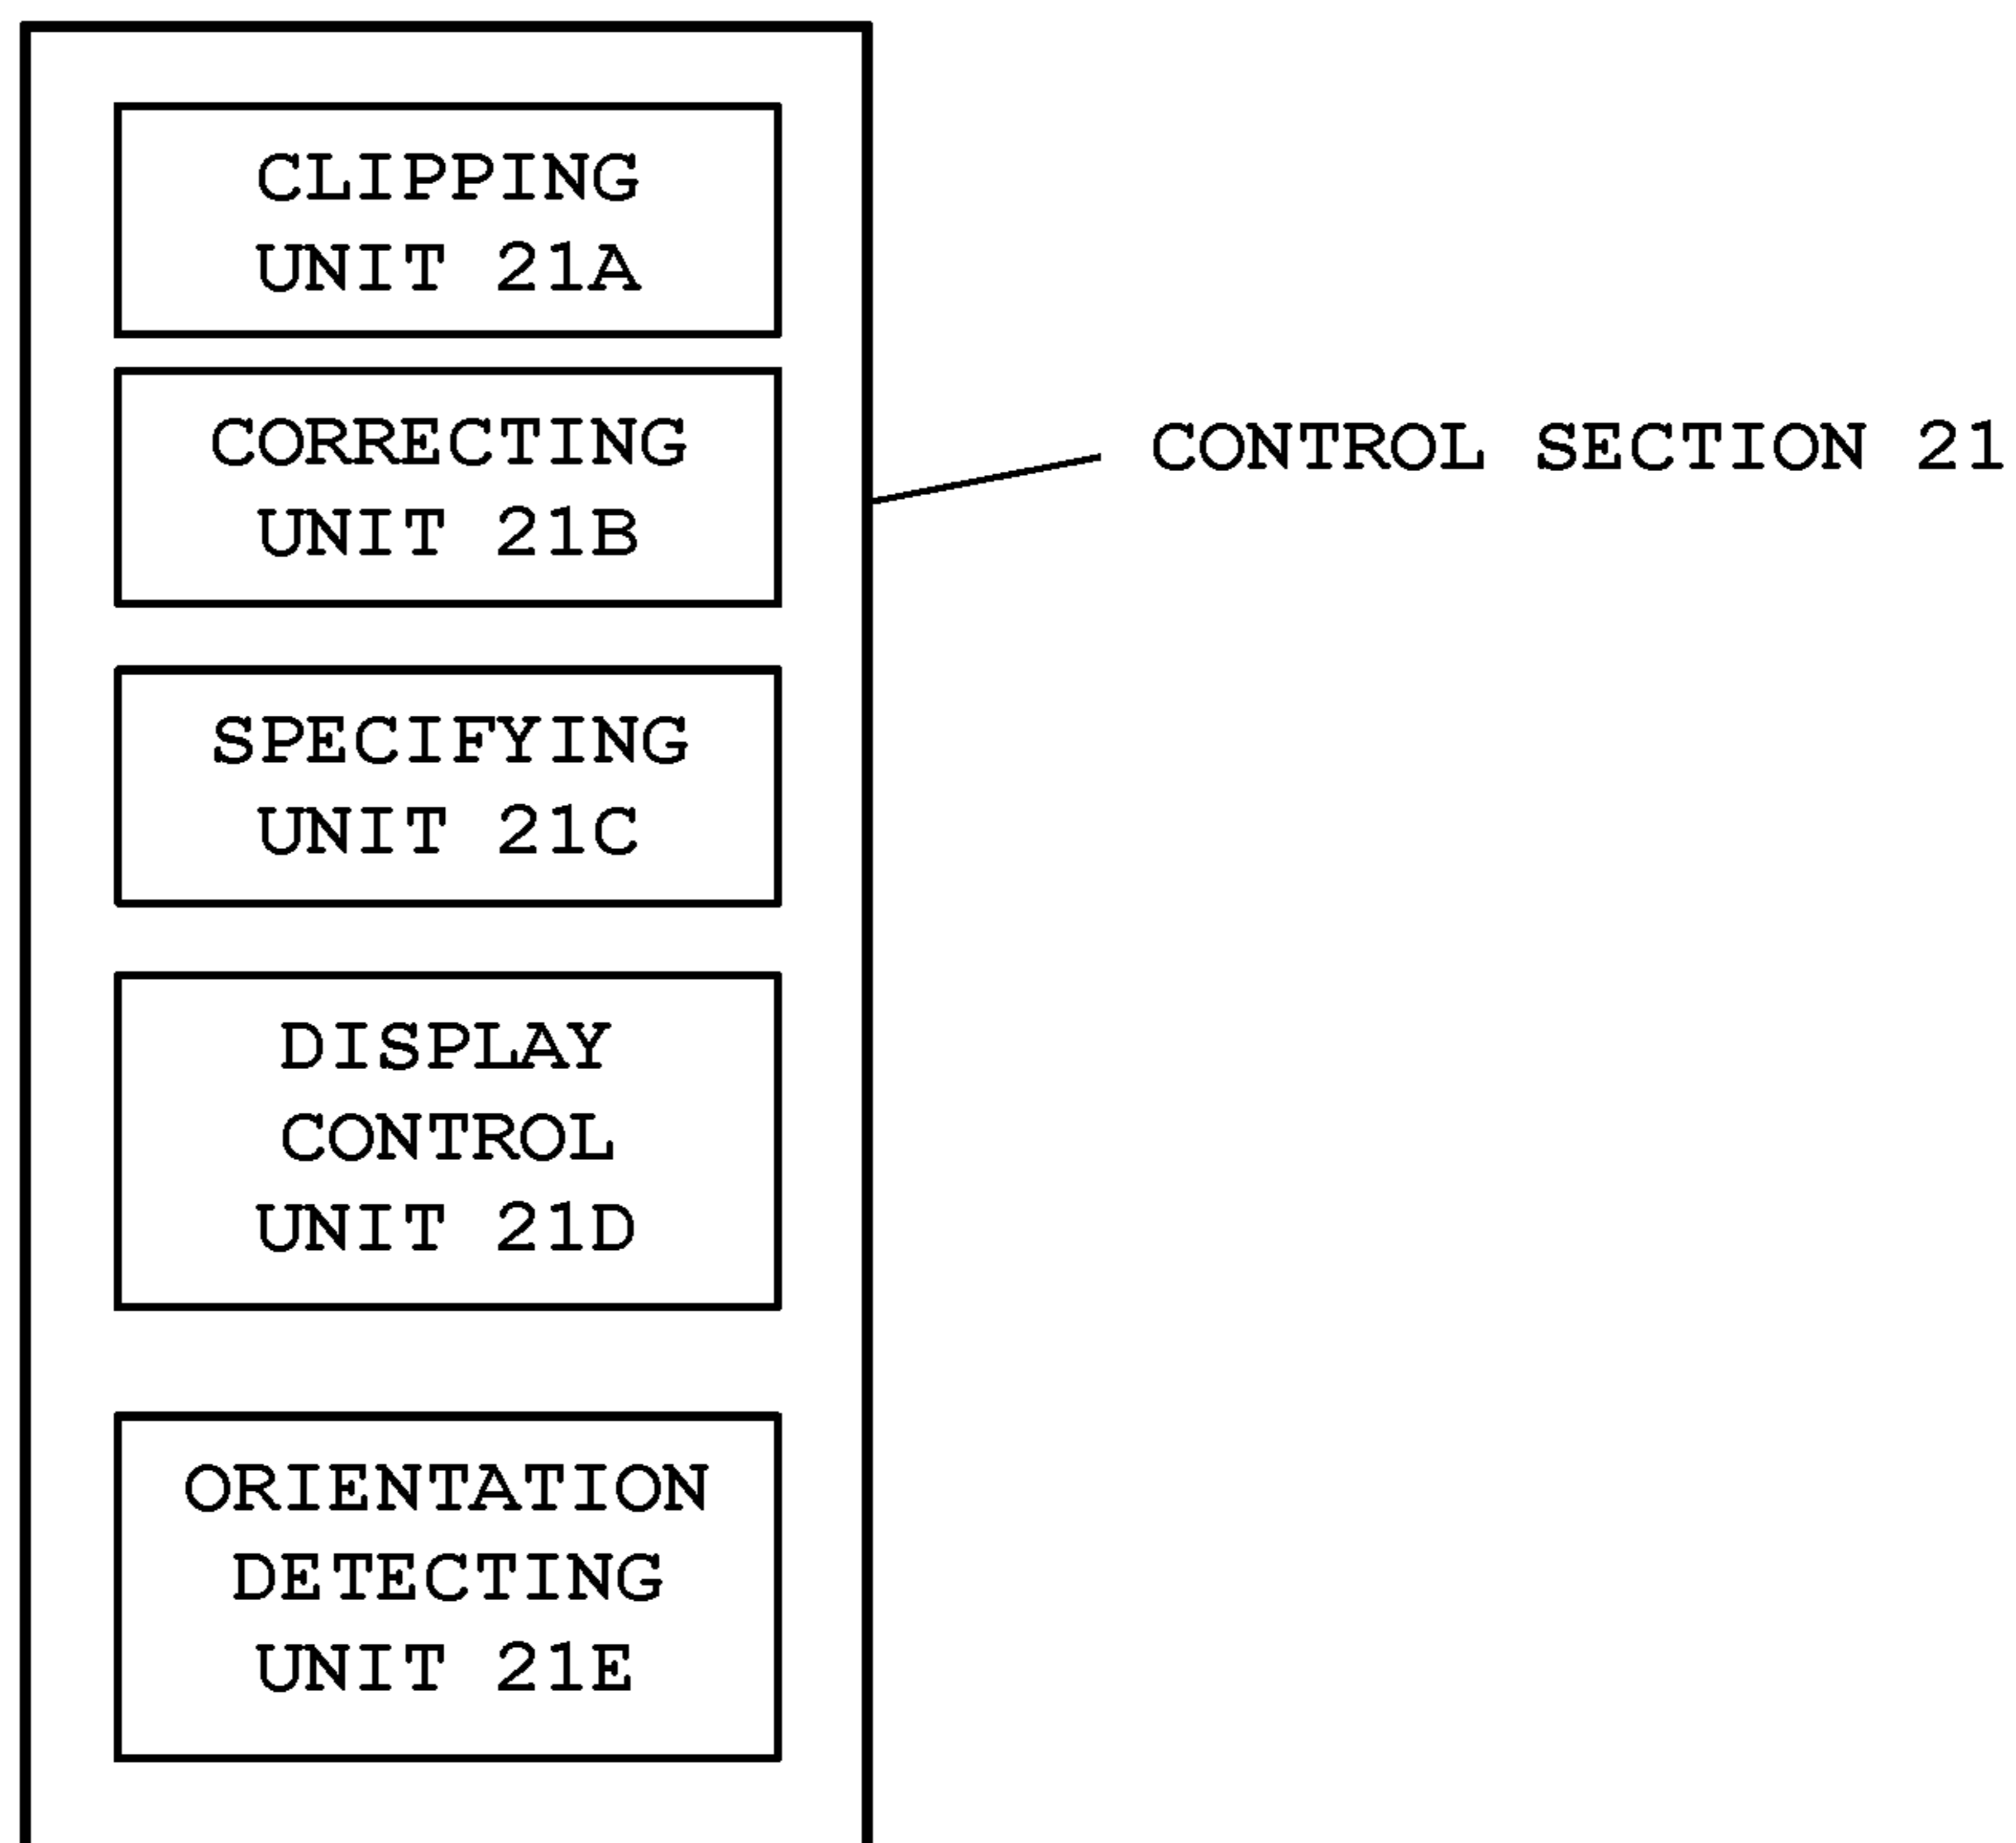 CLIPPING
UNIT 21A
CORRECTING
UNIT 21B
CONTROL SECTION 21
SPECIFYING
UNIT 21C
DISPLAY
CONTROL
UNIT 21D
ORIENTATION
DETECTING
UNIT 21E